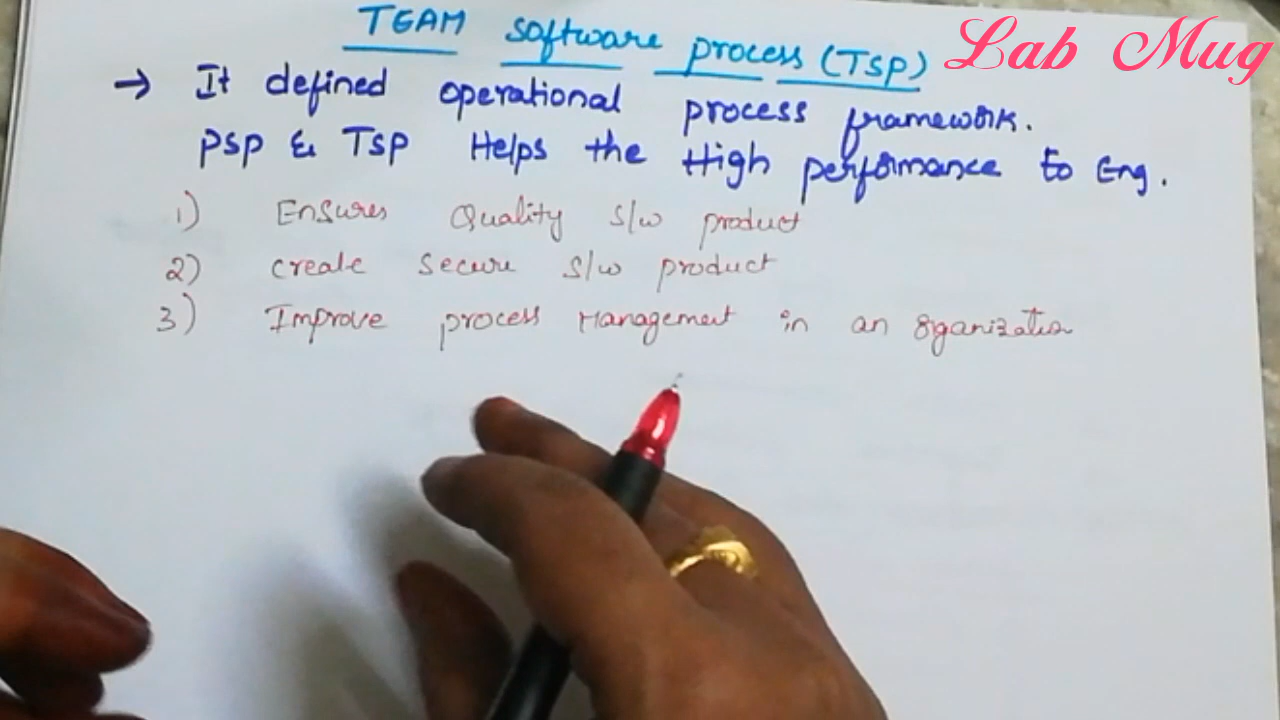 TEAM Software process (TSP)
Lab Mug
→ It defined operational process framework.
PSP & TSP Helps the High performance to Eng.
1) Ensures Quality S/w product
2) create secure S/w product
3) Improve process Management in an organization